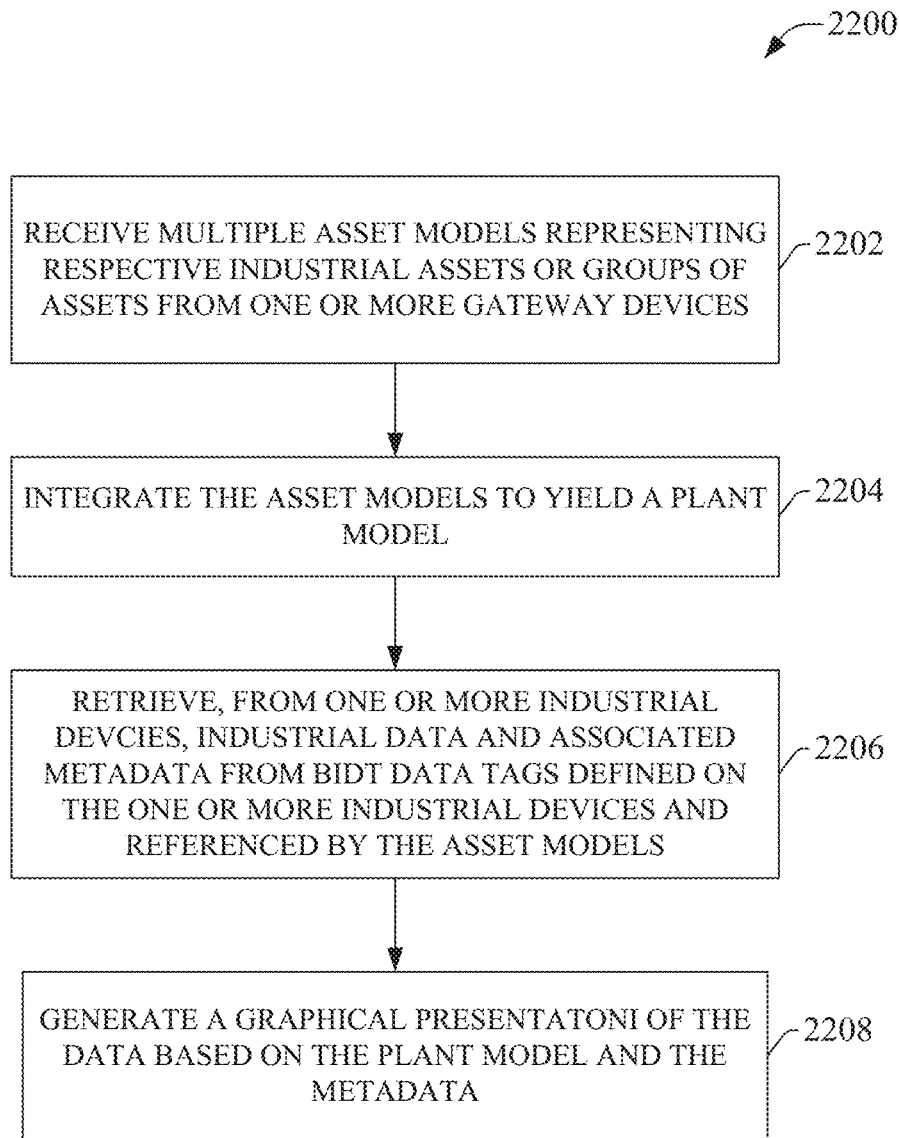 2200
RECEIVE MULTIPLE ASSET MODELS REPRESENTING
RESPECTIVE INDUSTRIAL ASSETS OR GROUPS OF
ASSETS FROM ONE OR MORE GATEWAY DEVICES
2202
INTEGRATE THE ASSET MODELS TO YIELD A PLANT
MODEL
2204
RETRIEVE, FROM ONE OR MORE INDUSTRIAL
DEVCIES, INDUSTRIAL DATA AND ASSOCIATED
METADATA FROM BIDT DATA TAGS DEFINED ON
THE ONE OR MORE INDUSTRIAL DEVICES AND
REFERENCED BY THE ASSET MODELS
2206
GENERATE A GRAPHICAL PRESENTATONI OF THE
DATA BASED ON THE PLANT MODEL AND THE
METADATA
2208